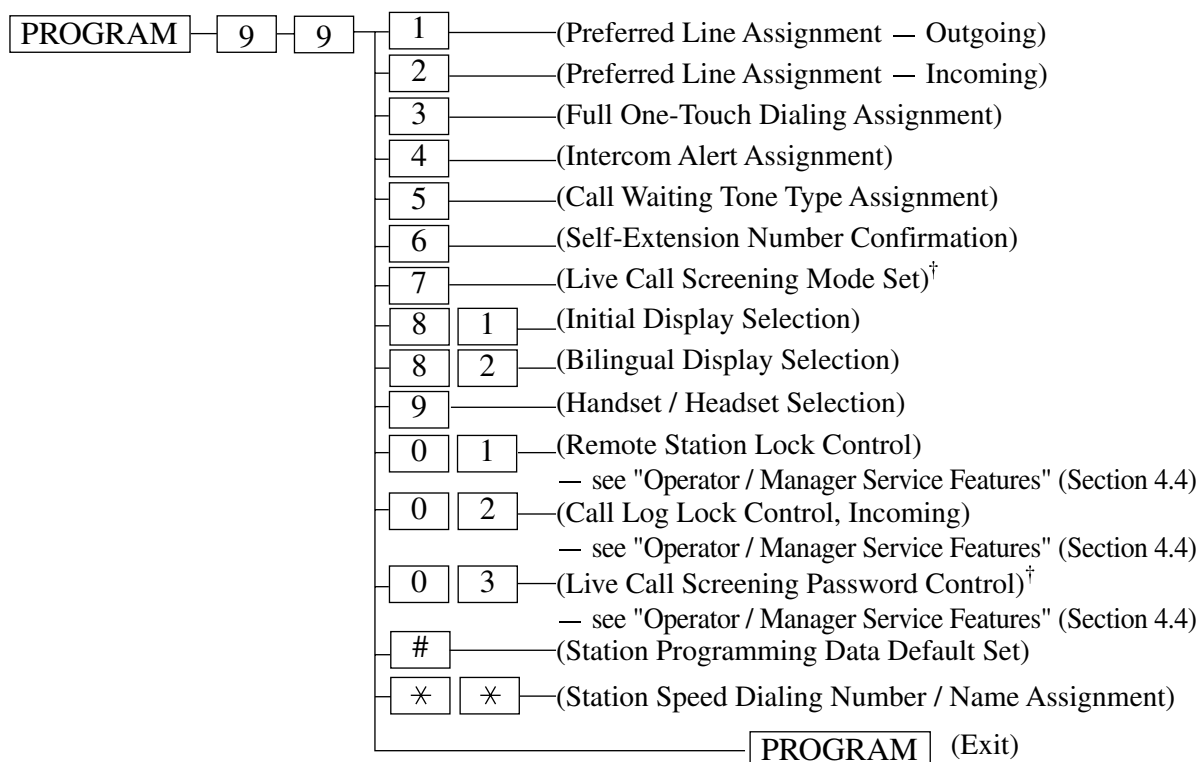 PROGRAM 9 9 1 (Preferred Line Assignment — Outgoing)
2 (Preferred Line Assignment — Incoming)
3 (Full One-Touch Dialing Assignment)
4 (Intercom Alert Assignment)
5 (Call Waiting Tone Type Assignment)
6 (Self-Extension Number Confirmation)
7 (Live Call Screening Mode Set)†
8 1 (Initial Display Selection)
8 2 (Bilingual Display Selection)
9 (Handset / Headset Selection)
0 1 (Remote Station Lock Control)
— see "Operator / Manager Service Features" (Section 4.4)
0 2 (Call Log Lock Control, Incoming)
— see "Operator / Manager Service Features" (Section 4.4)
0 3 (Live Call Screening Password Control)†
— see "Operator / Manager Service Features" (Section 4.4)
# (Station Programming Data Default Set)
✳ ✳ (Station Speed Dialing Number / Name Assignment)
PROGRAM (Exit)